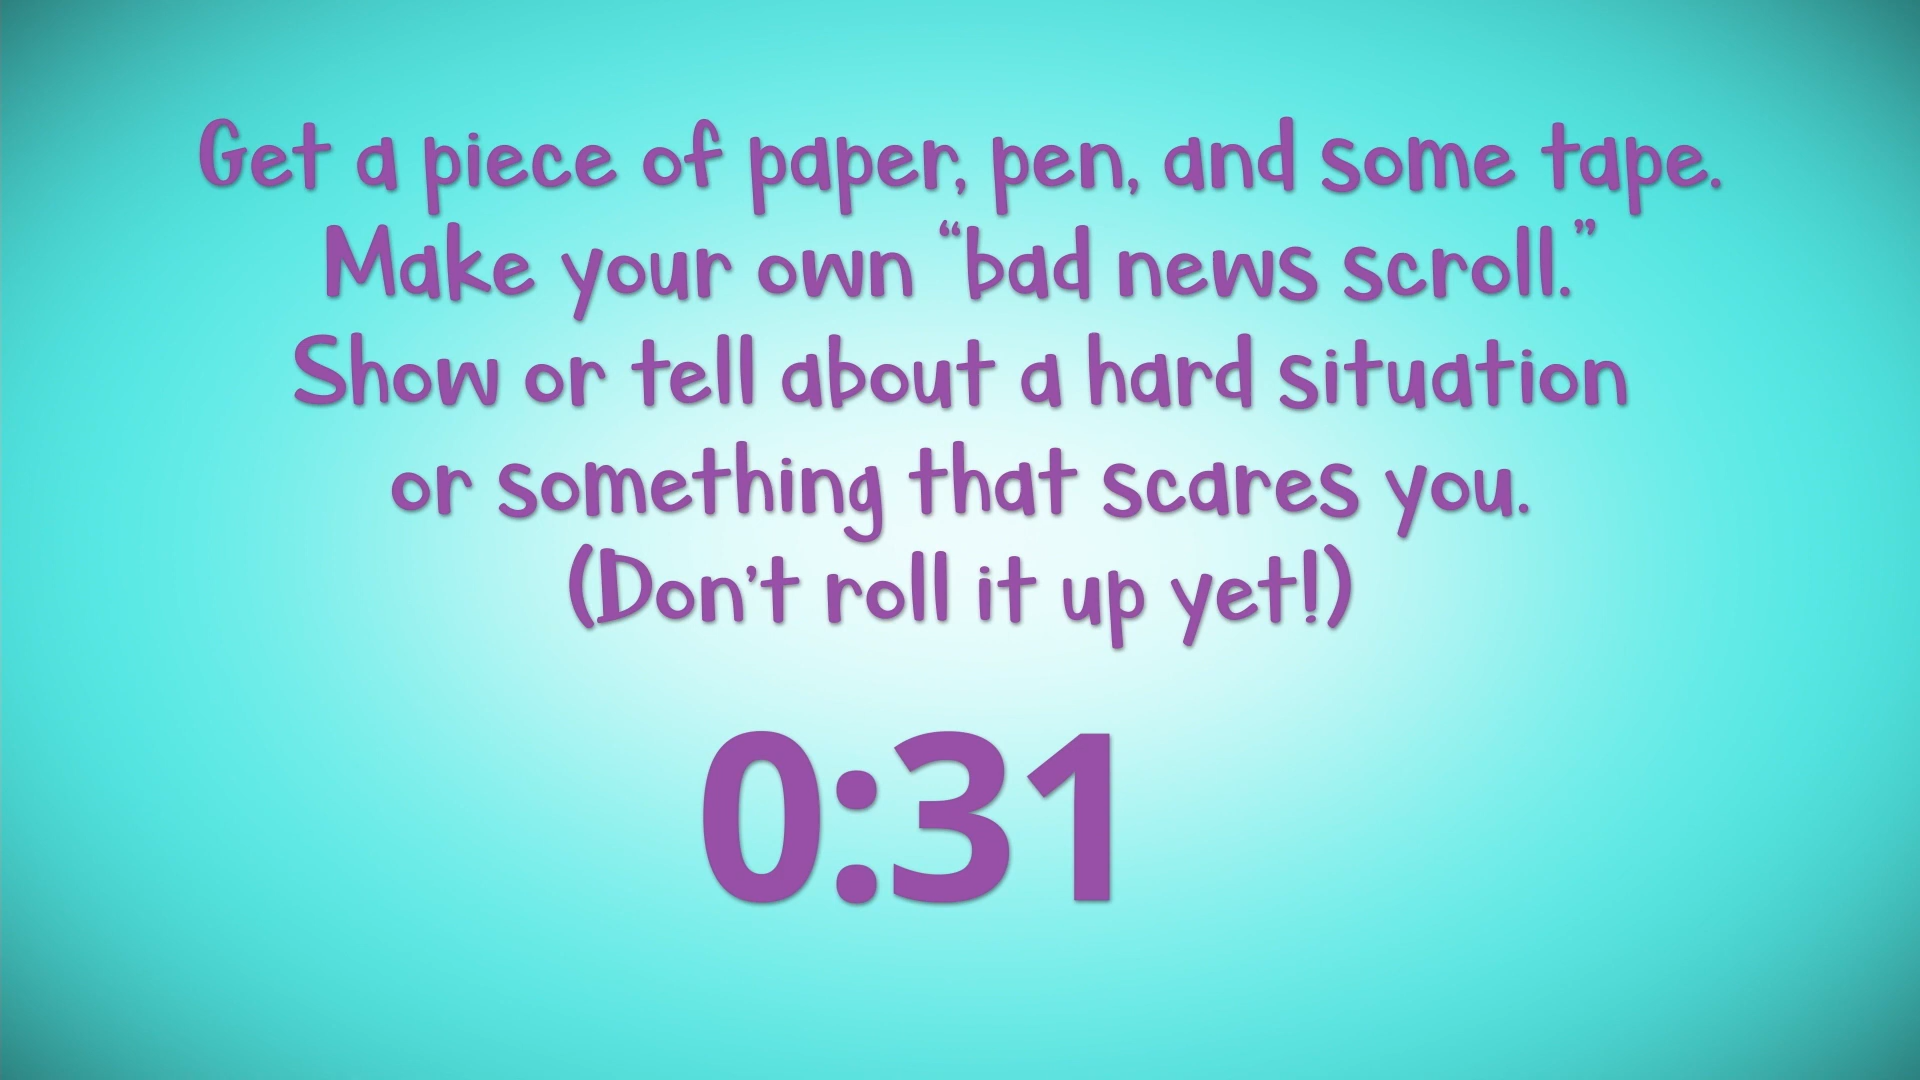 Get a piece of paper, pen, and some tape.
Make your own “bad news scroll.”
Show or tell about a hard situation
or something that scares you.
(Don’t roll it up yet!)
0:31